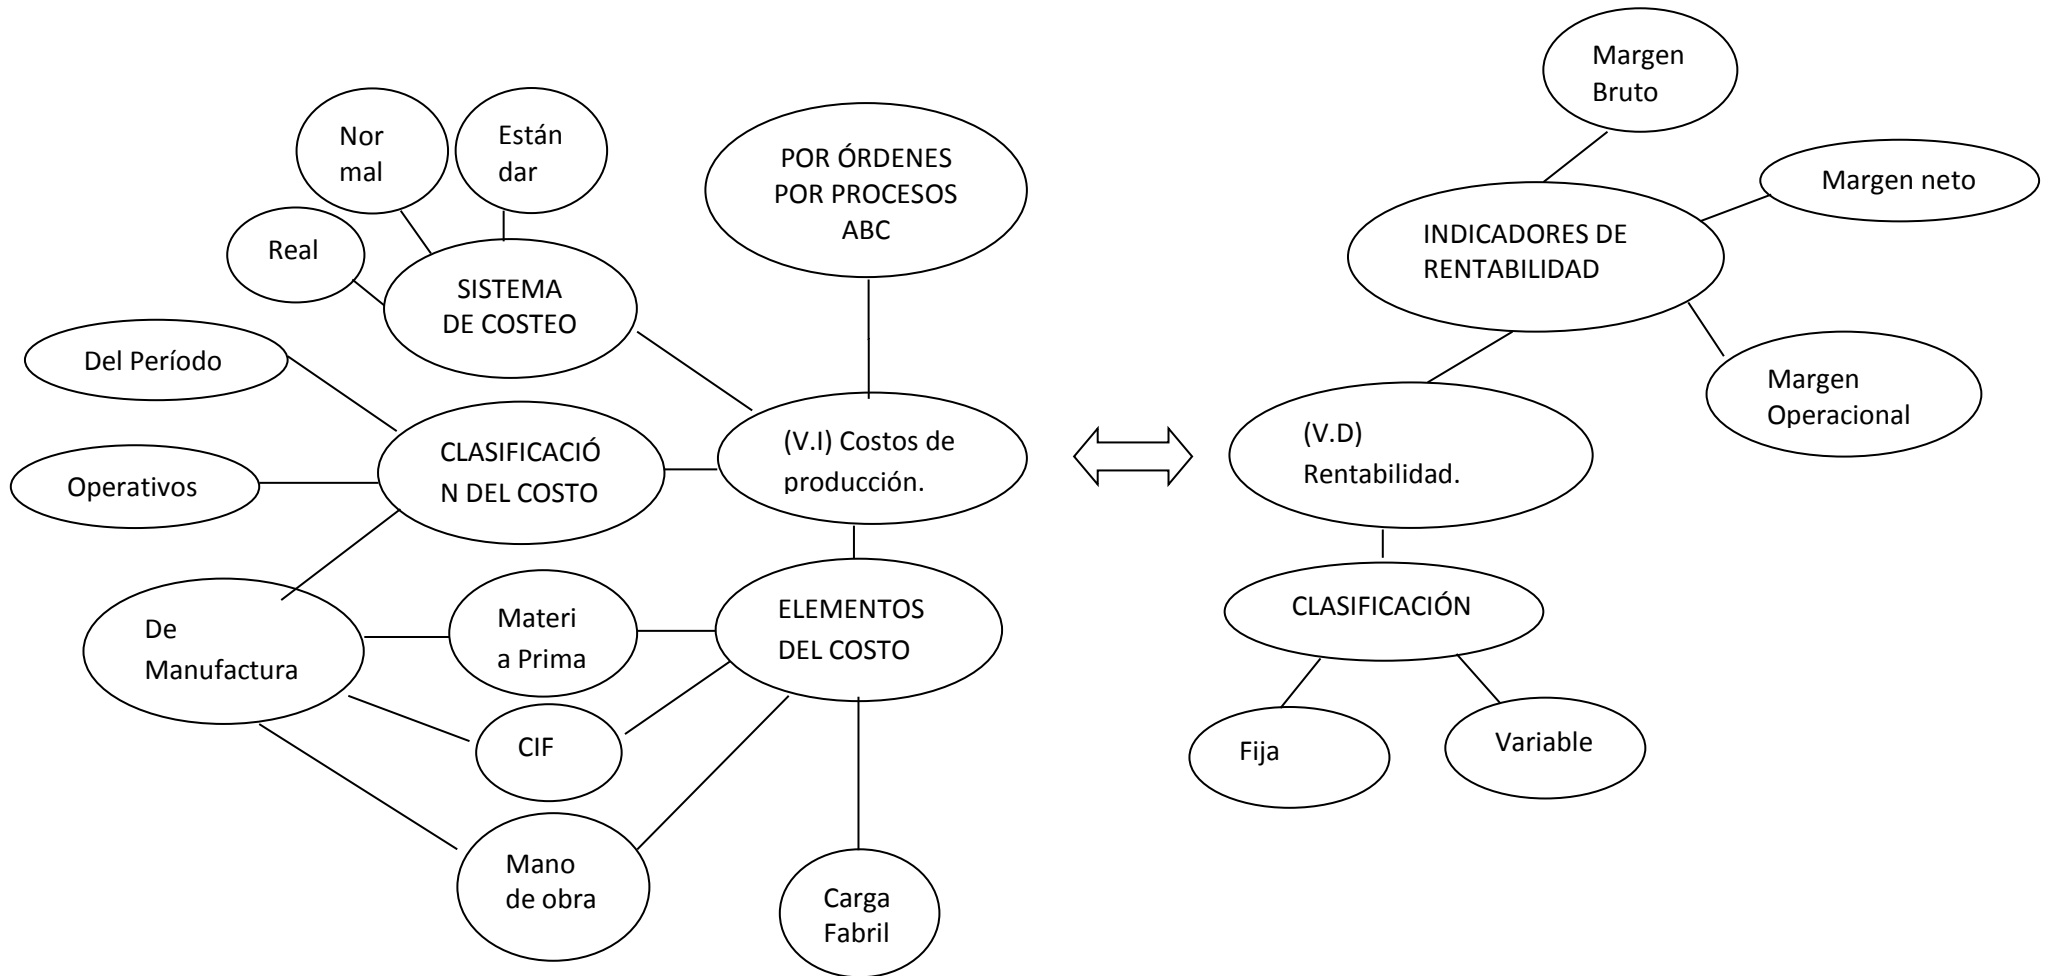 Nor
mal
Están
dar
Real
SISTEMA
DE COSTEO
POR ÓRDENES
POR PROCESOS
ABC
Del Período
Operativos
CLASIFICACIÓ
N DEL COSTO
(V.I) Costos de
producción.
De
Manufactura
Materi
a Prima
CIF
Mano
de obra
ELEMENTOS
DEL COSTO
Carga
Fabril
Margen
Bruto
Margen neto
INDICADORES DE
RENTABILIDAD
Margen
Operacional
(V.D)
Rentabilidad.
CLASIFICACIÓN
Fija
Variable